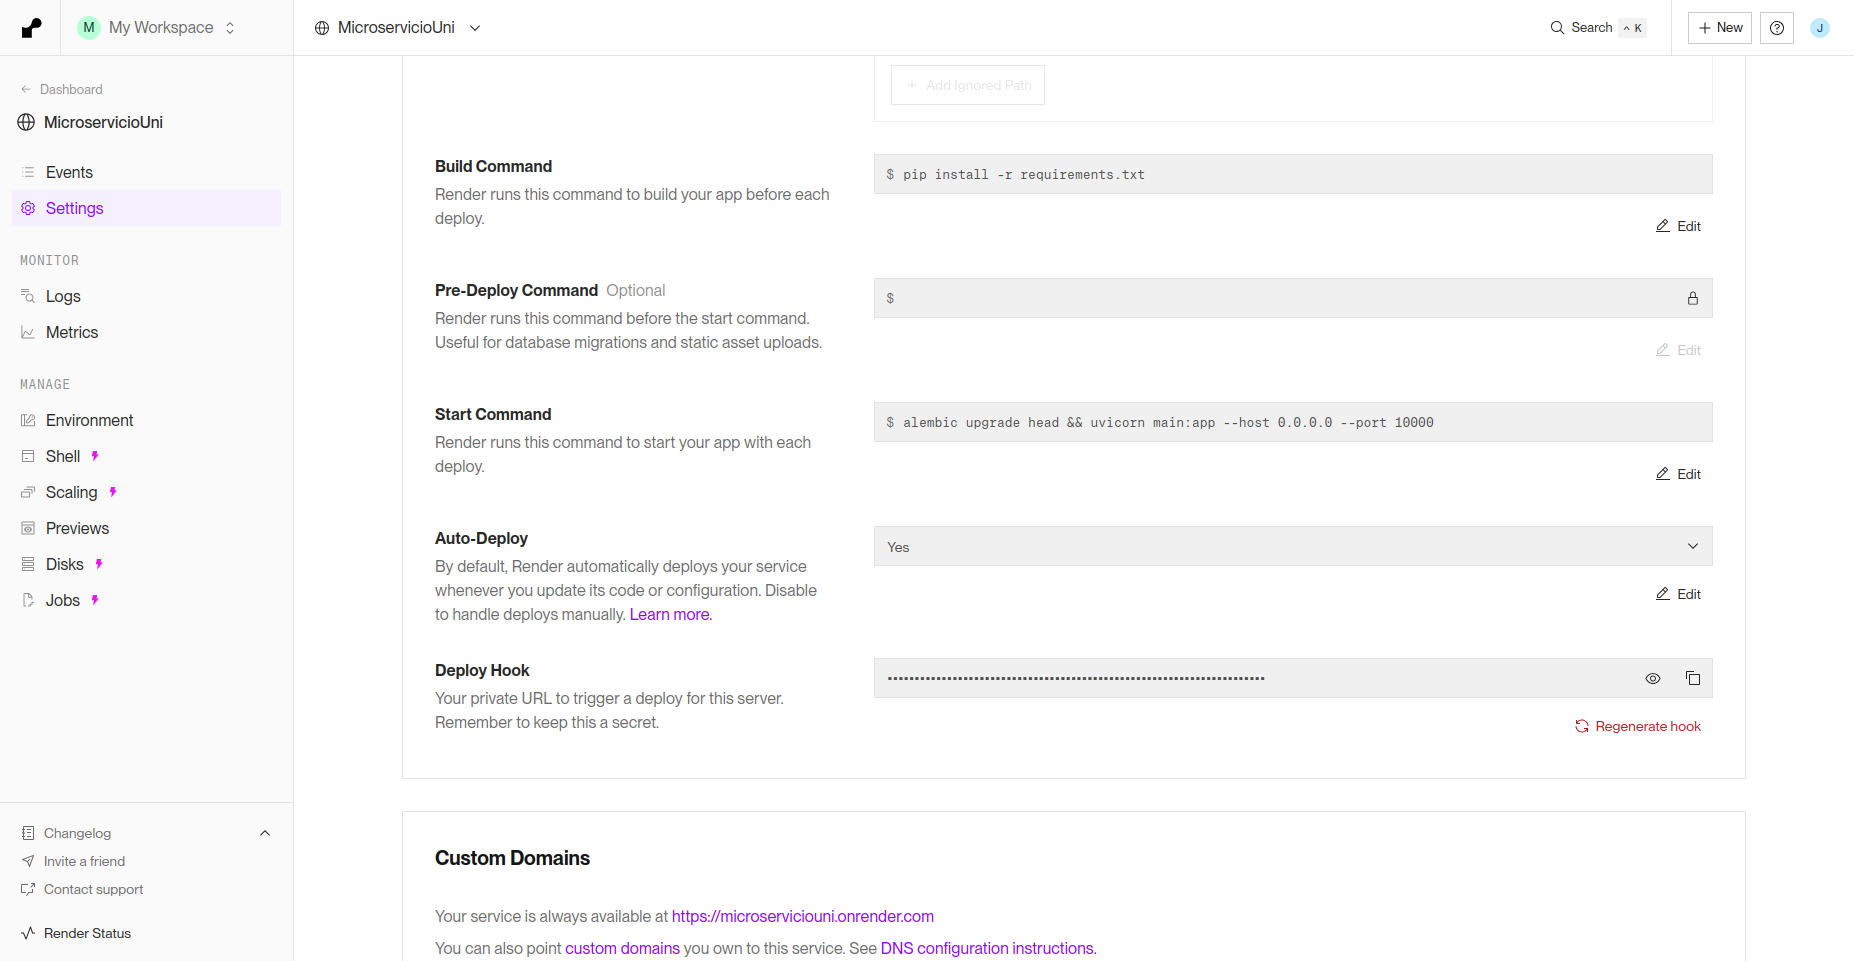 M My Workspace
MicroservicioUni
Search ^ K
+ New
J
Dashboard
MicroservicioUni
Events
Settings
MONITOR
Logs
Metrics
MANAGE
Environment
Shell
Scaling
Previews
Disks
Jobs
Changelog
Invite a friend
Contact support
Render Status
+ Add Ignored Path
Build Command
Render runs this command to build your app before each
deploy.
$ pip install -r requirements.txt
Edit
Pre-Deploy Command Optional
Render runs this command before the start command.
Useful for database migrations and static asset uploads.
$
Edit
Start Command
Render runs this command to start your app with each
deploy.
$ alembic upgrade head && uvicorn main:app --host 0.0.0.0 --port 10000
Edit
Auto-Deploy
By default, Render automatically deploys your service
whenever you update its code or configuration. Disable
to handle deploys manually. Learn more.
Yes
Edit
Deploy Hook
Your private URL to trigger a deploy for this server.
Remember to keep this a secret.
Regenerate hook
Custom Domains
Your service is always available at https://microserviciouni.onrender.com
You can also point custom domains you own to this service. See DNS configuration instructions.